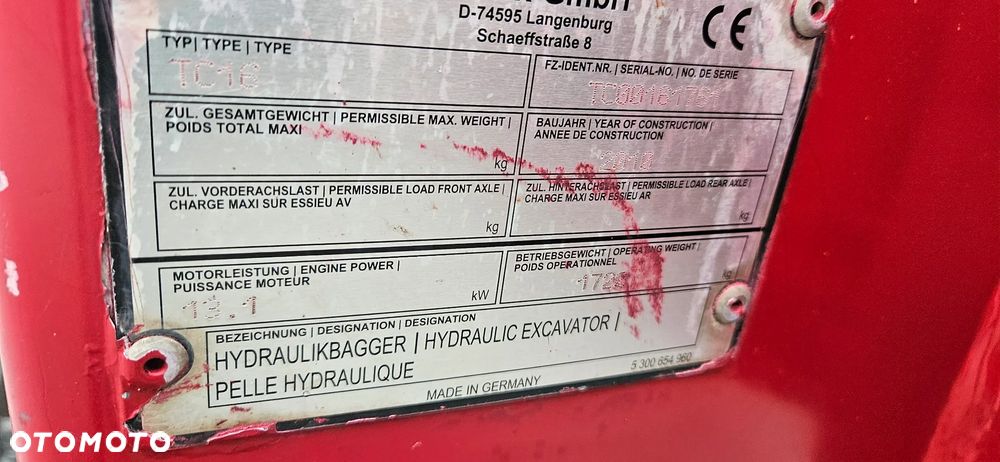 GmbH
D-74595 Langenburg
Schaeffstraße 8
CE
TYP| TYPE | TYPE
TC16
FZ-IDENT.NR. | SERIAL-NO. | NO. DE SERIE
ZUL. GESAMTGEWICHT | PERMISSIBLE MAX. WEIGHT |
POIDS TOTAL MAXI
kg
BAUJAHR | YEAR OF CONSTRUCTION |
ANNEE DE CONSTRUCTION
2010
ZUL. VORDERACHSLAST | PERMISSIBLE LOAD FRONT AXLE/
CHARGE MAXI SUR ESSIEU AV
kg
ZUL. HINTERACHSLAST | PERMISSIBLE LOAD REAR AXLE/
CHARGE MAXI SUR ESSIEU AR
kg
MOTORLEISTUNG | ENGINE POWER |
PUISSANCE MOTEUR
13.1
kW
BETRIEBSGEWICHT | OPERATING WEIGHT |
POIDS OPERATIONNEL
kg
BEZEICHNUNG | DESIGNATION | DESIGNATION
HYDRAULIKBAGGER | HYDRAULIC EXCAVATOR |
PELLE HYDRAULIQUE
5 300 654 960
MADE IN GERMANY
OTOMOTO